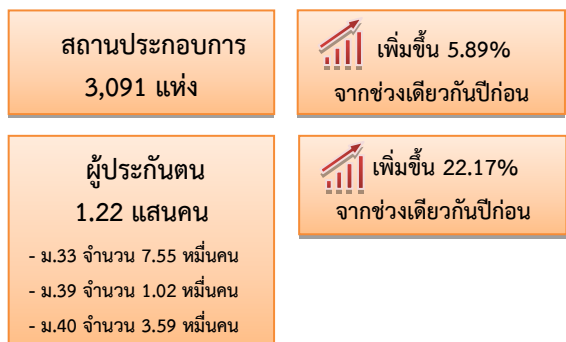 สถานประกอบการ
3,091 แห่ง
เพิ่มขึ้น 5.89%
จากช่วงเดียวกันปีก่อน
ผู้ประกันตน
1.22 แสนคน
- ม.33 จำนวน 7.55 หมื่นคน
- ม.39 จำนวน 1.02 หมื่นคน
- ม.40 จำนวน 3.59 หมื่นคน
เพิ่มขึ้น 22.17%
จากช่วงเดียวกันปีก่อน